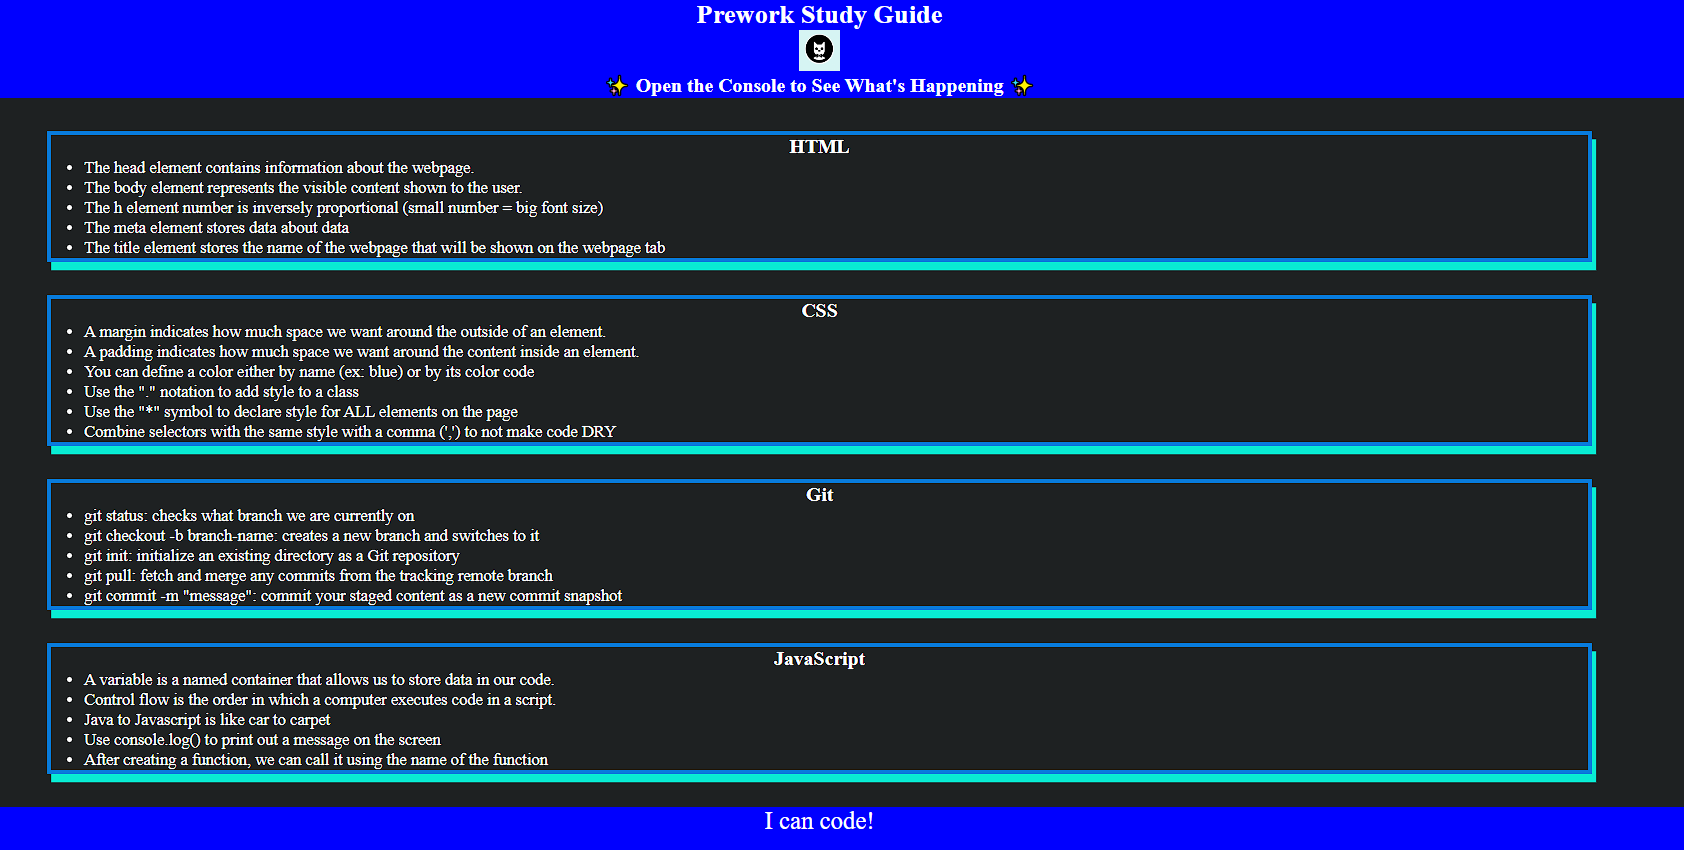 Prework Study Guide
✨ Open the Console to See What's Happening ✨
HTML
• The head element contains information about the webpage.
• The body element represents the visible content shown to the user.
• The h element number is inversely proportional (small number = big font size)
• The meta element stores data about data
• The title element stores the name of the webpage that will be shown on the webpage tab
CSS
• A margin indicates how much space we want around the outside of an element.
• A padding indicates how much space we want around the content inside an element.
• You can define a color either by name (ex: blue) or by its color code
• Use the "." notation to add style to a class
• Use the "*" symbol to declare style for ALL elements on the page
• Combine selectors with the same style with a comma (',') to not make code DRY
Git
• git status: checks what branch we are currently on
• git checkout -b branch-name: creates a new branch and switches to it
• git init: initialize an existing directory as a Git repository
• git pull: fetch and merge any commits from the tracking remote branch
• git commit -m "message": commit your staged content as a new commit snapshot
JavaScript
• A variable is a named container that allows us to store data in our code.
• Control flow is the order in which a computer executes code in a script.
• Java to Javascript is like car to carpet
• Use console.log() to print out a message on the screen
• After creating a function, we can call it using the name of the function
I can code!